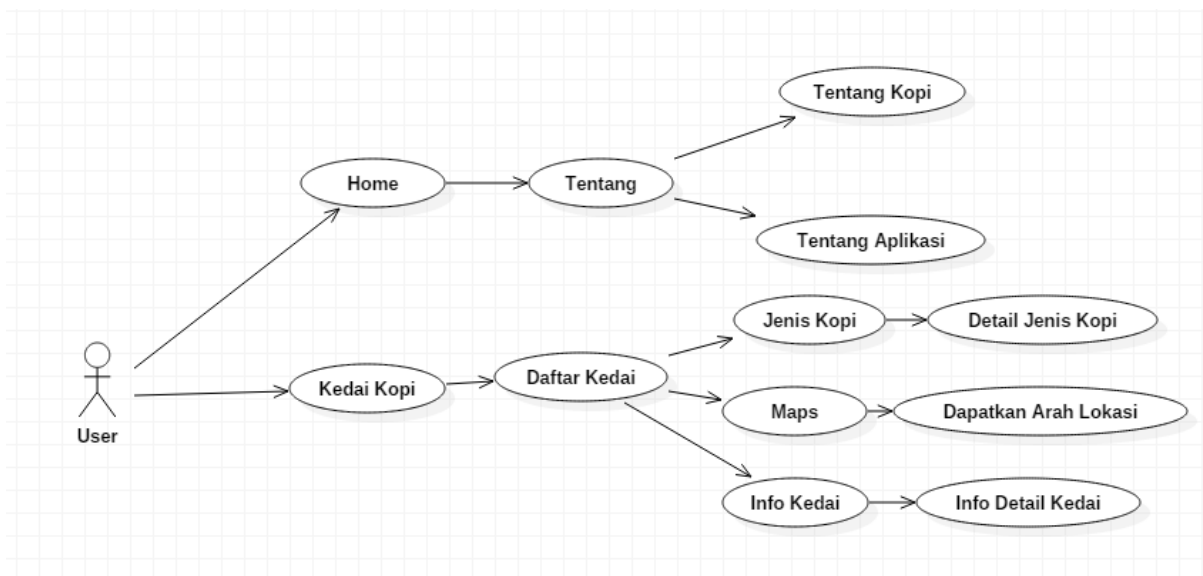 Tentang Kopi
Home
Tentang
Tentang Aplikasi
Jenis Kopi
Detail Jenis Kopi
User
Kedai Kopi
Daftar Kedai
Maps
Dapatkan Arah Lokasi
Info Kedai
Info Detail Kedai